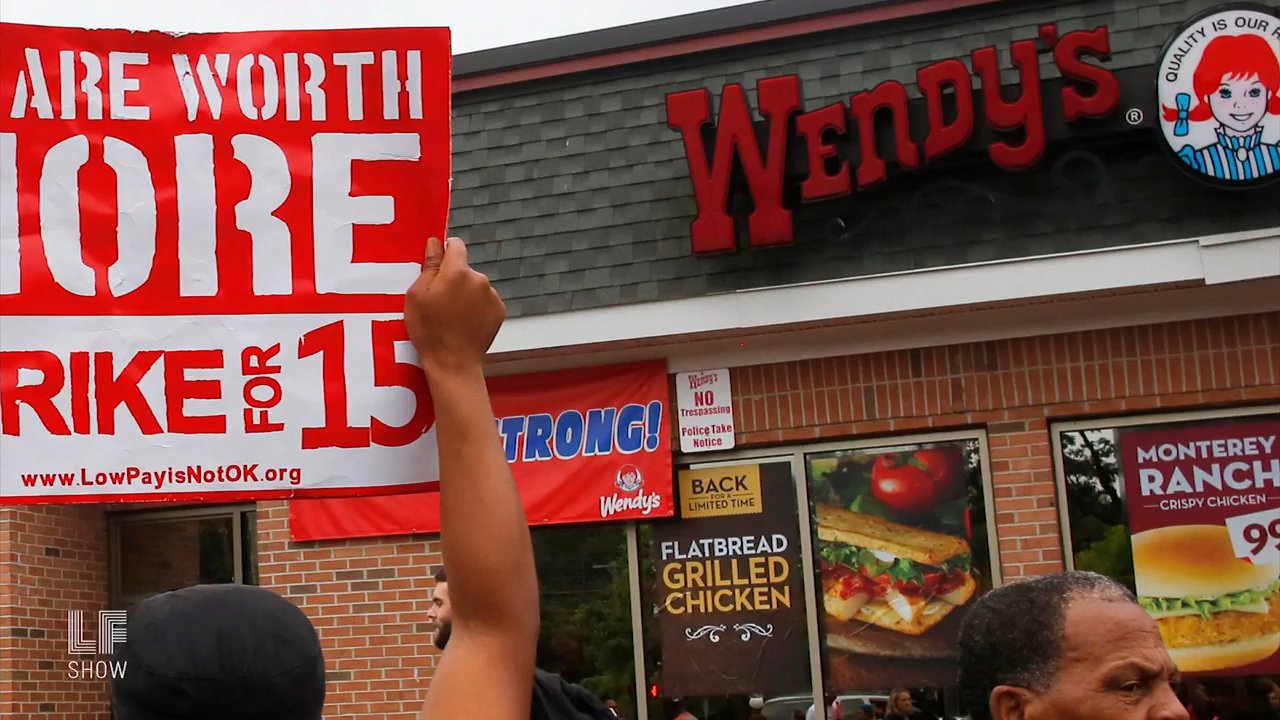 ARE WORTH
ORE
RIKE FOR 15
www.LowPayisNotOK.org
WENDY'S ®
QUALITY IS OUR
TRONG!
Wendy's
Wendy's
NO
Trespassing
Police Take
Notice
BACK
FOR A
LIMITED TIME
FLATBREAD
GRILLED
CHICKEN
MONTEREY
RANCH
CRISPY CHICKEN
99
LF
SHOW